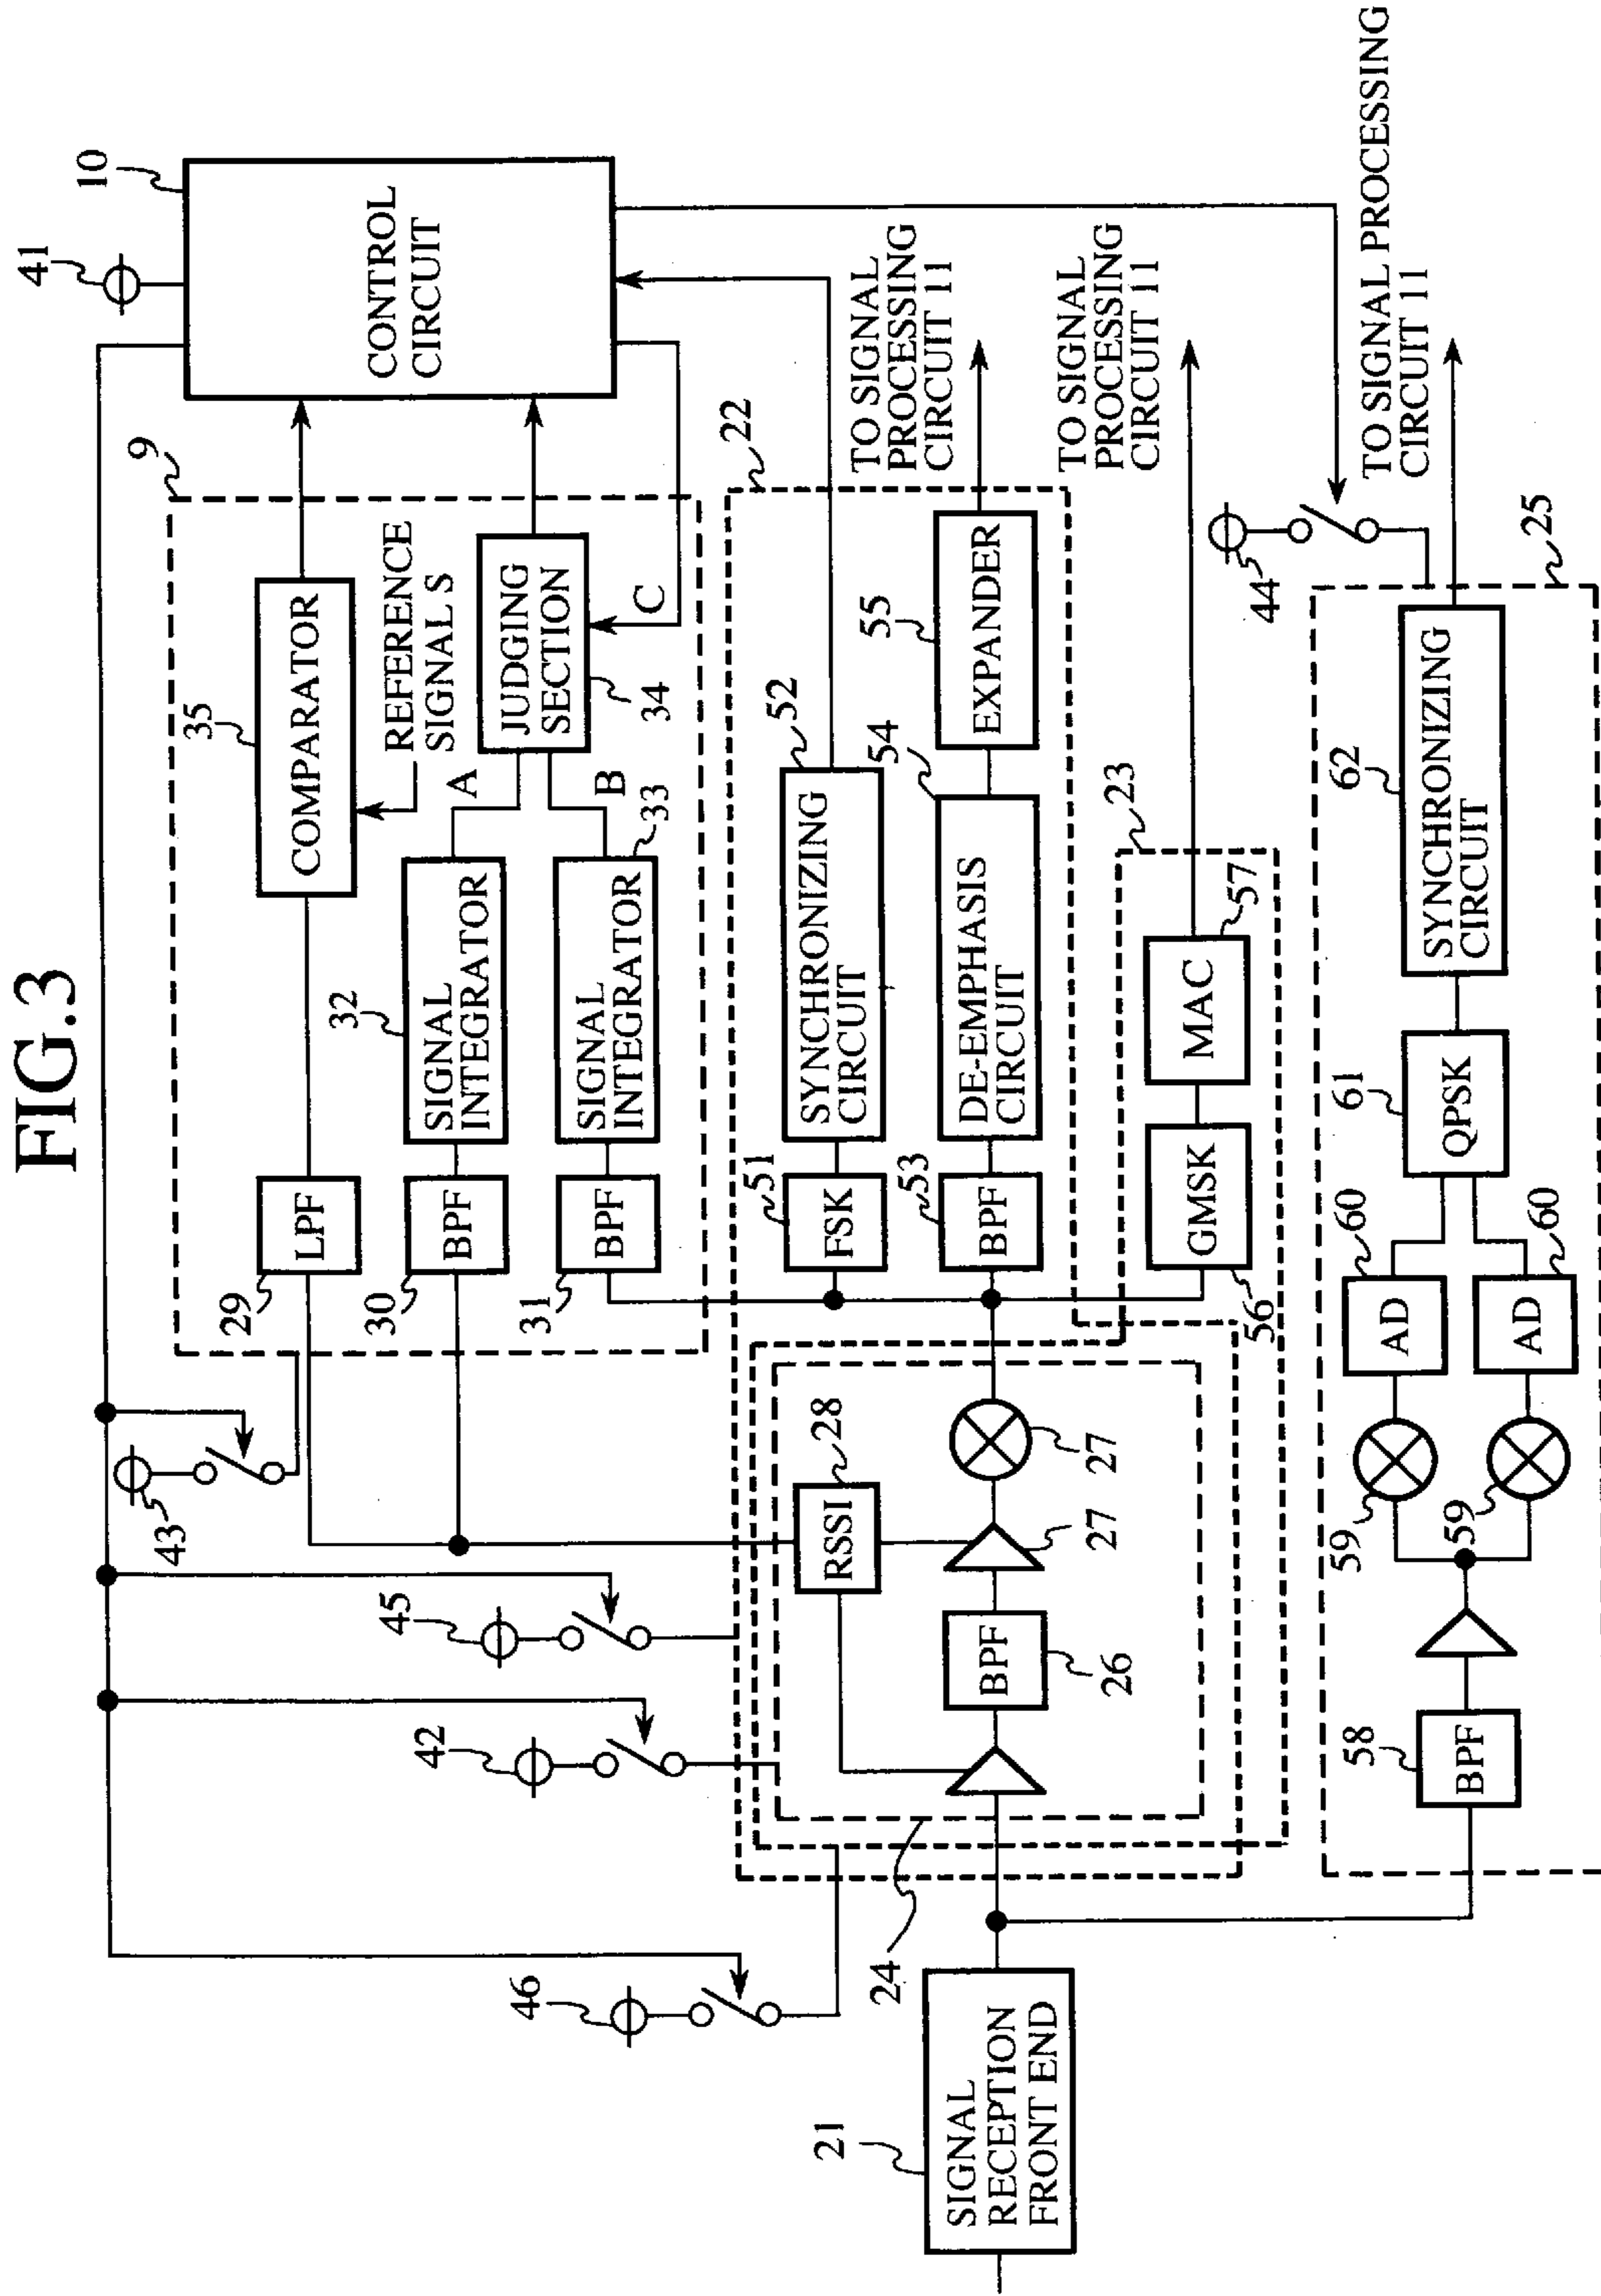 FIG.3
41
10
CONTROL
CIRCUIT
9
35
COMPARATOR
REFERENCE
SIGNAL S
29
LPF
30
BPF
32
SIGNAL
INTEGRATOR
A
JUDGING
SECTION
34
C
31
BPF
SIGNAL
INTEGRATOR
33
B
43
45
42
46
22
51
FSK
52
SYNCHRONIZING
CIRCUIT
53
BPF
54
DE-EMPHASIS
CIRCUIT
55
EXPANDER
TO SIGNAL
PROCESSING
CIRCUIT 11
28
RSSI
27
27
BPF
26
24
21
SIGNAL
RECEPTION
FRONT END
23
56
GMSK
MAC
57
TO SIGNAL
PROCESSING
CIRCUIT 11
44
25
58
BPF
59
59
60
AD
60
AD
61
QPSK
62
SYNCHRONIZING
CIRCUIT
TO SIGNAL PROCESSING
CIRCUIT 11